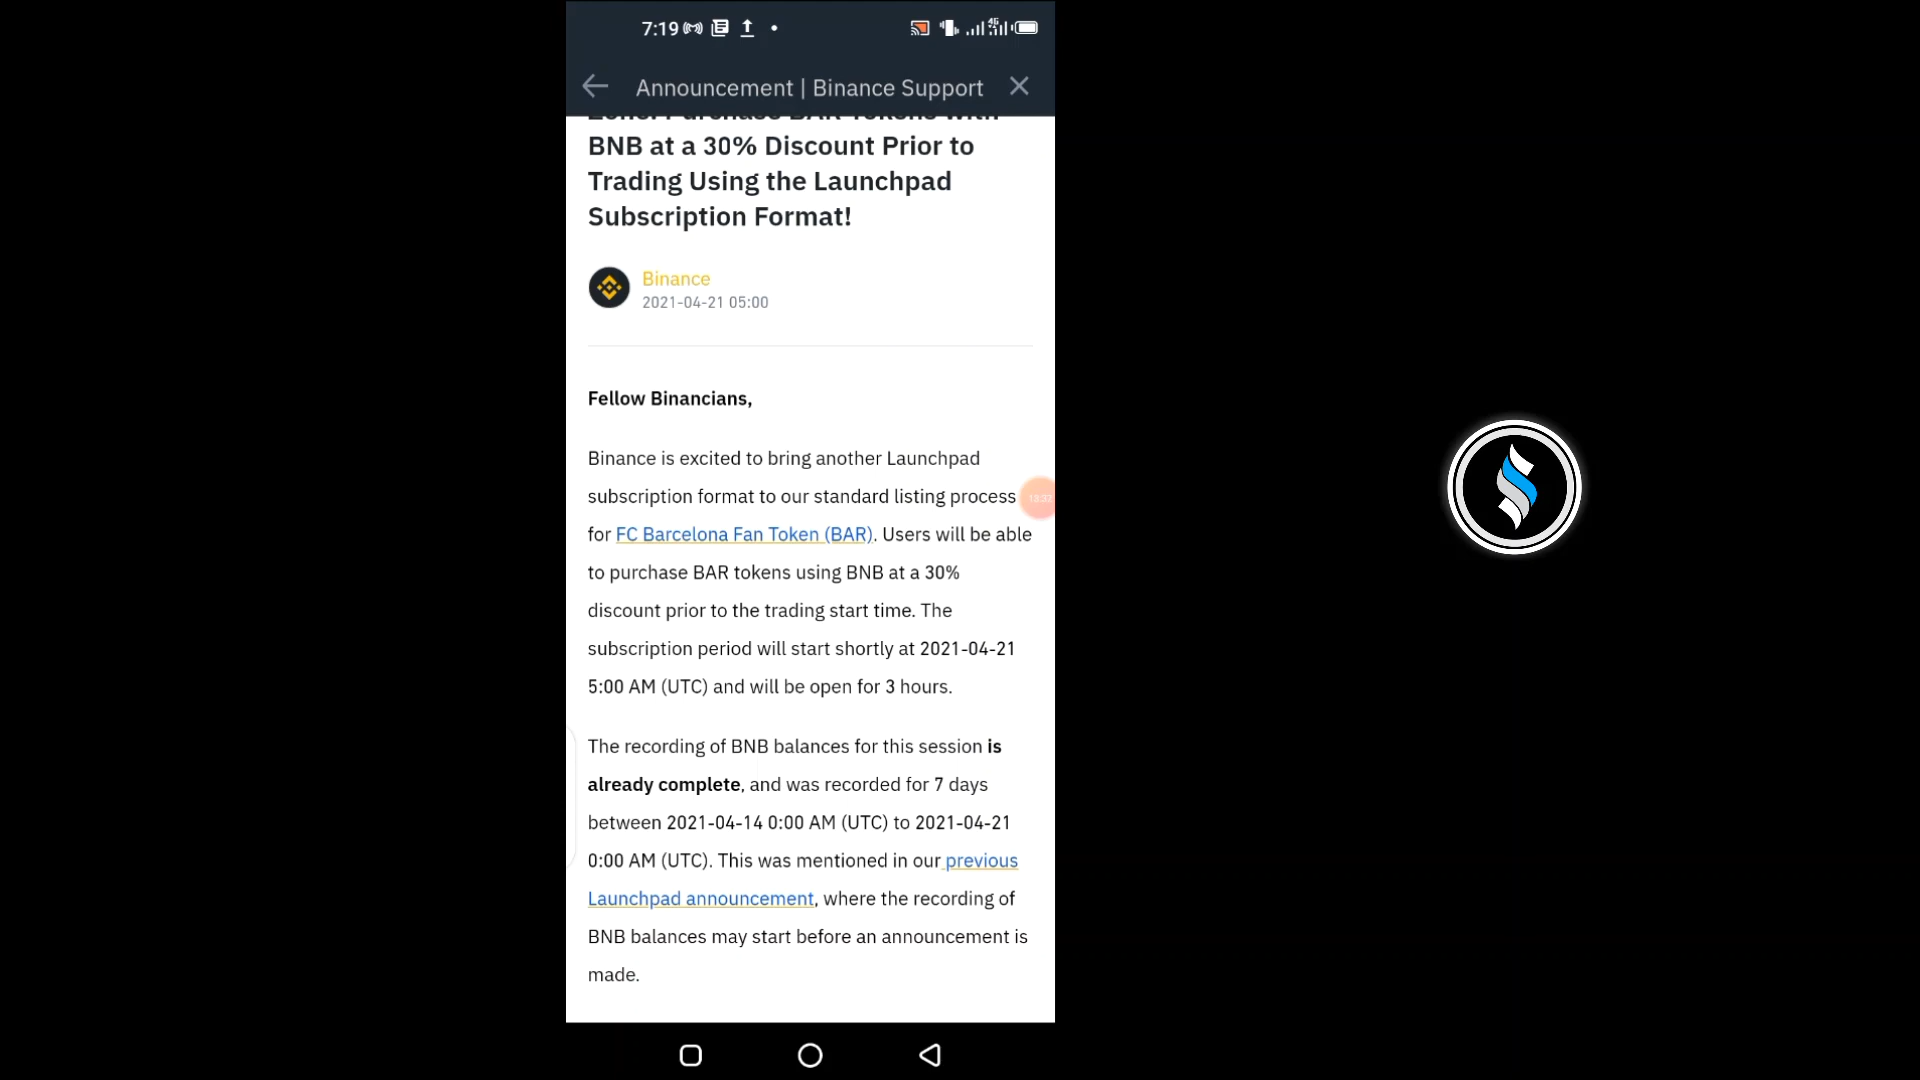 7:19
4G
Announcement | Binance Support
Zone: Purchase BAR Tokens with
BNB at a 30% Discount Prior to
Trading Using the Launchpad
Subscription Format!
Binance
2021-04-21 05:00
Fellow Binancians,
Binance is excited to bring another Launchpad
subscription format to our standard listing process
for FC Barcelona Fan Token (BAR). Users will be able
to purchase BAR tokens using BNB at a 30%
discount prior to the trading start time. The
subscription period will start shortly at 2021-04-21
5:00 AM (UTC) and will be open for 3 hours.
The recording of BNB balances for this session is
already complete, and was recorded for 7 days
between 2021-04-14 0:00 AM (UTC) to 2021-04-21
0:00 AM (UTC). This was mentioned in our previous
Launchpad announcement, where the recording of
BNB balances may start before an announcement is
made.